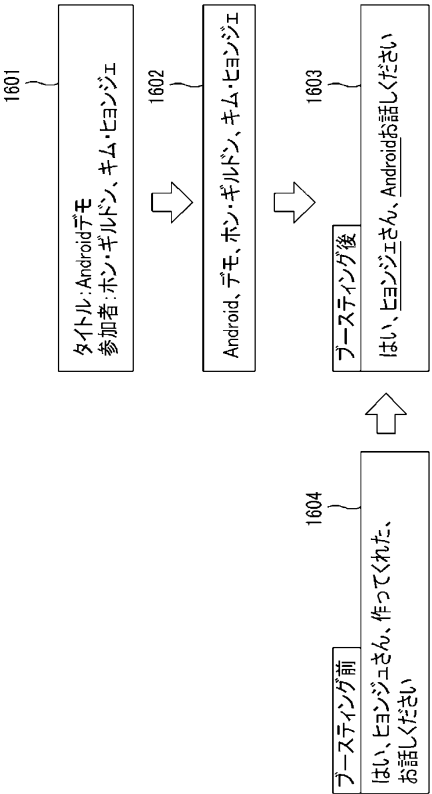 1601
タイトル：Androidデモ
参加者：ホン・ギルドン、キム・ヒョンジェ
1602
Android、デモ、ホン・ギルドン、キム・ヒョンジェ
1603
ブースティング後
はい、ヒョンジェさん、Androidお話しください
1604
ブースティング前
はい、ヒョンジュさん、作ってくれた、
お話しください